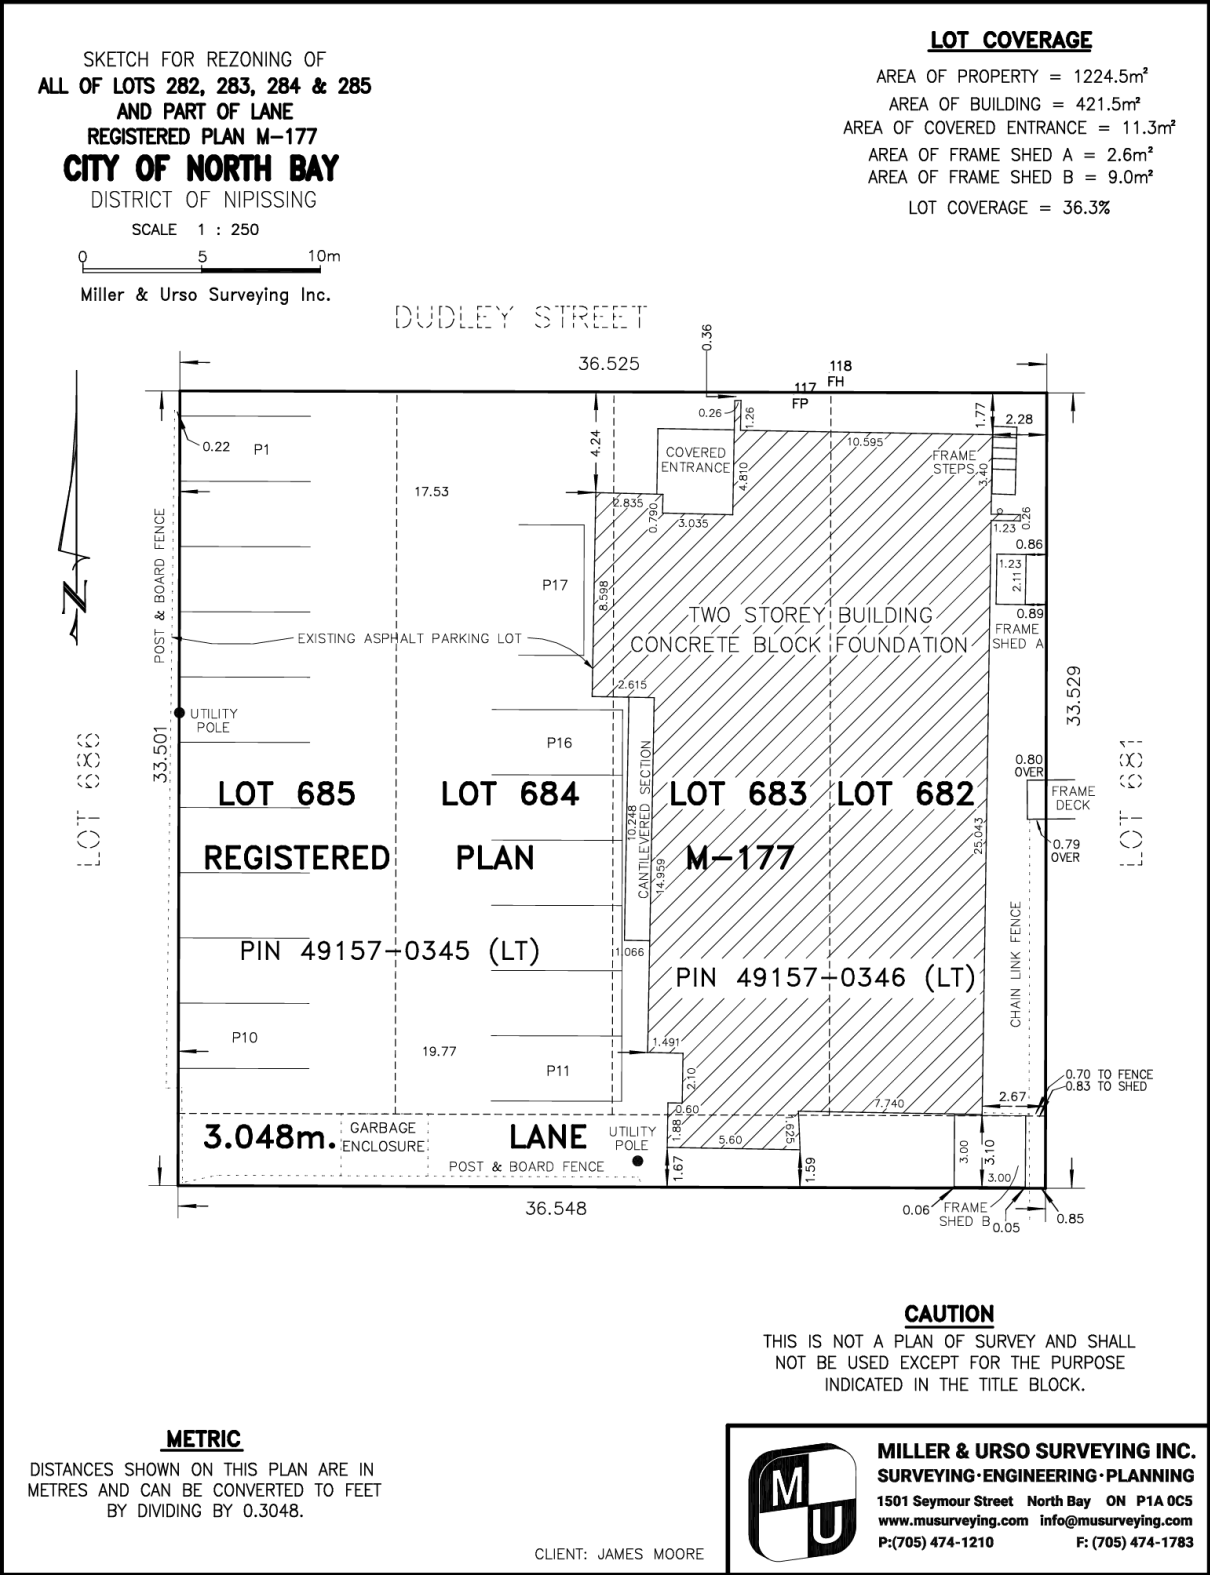 SKETCH FOR REZONING OF
ALL OF LOTS 282, 283, 284 & 285
AND PART OF LANE
REGISTERED PLAN M-177
CITY OF NORTH BAY
DISTRICT OF NIPISSING
SCALE 1 : 250
0 5 10m
Miller & Urso Surveying Inc.
LOT COVERAGE
AREA OF PROPERTY = 1224.5m²
AREA OF BUILDING = 421.5m²
AREA OF COVERED ENTRANCE = 11.3m²
AREA OF FRAME SHED A = 2.6m²
AREA OF FRAME SHED B = 9.0m²
LOT COVERAGE = 36.3%
DUDLEY STREET
0.36
36.525
118
FH
117
FP
0.26
1.26
1.77
2.28
0.22
P1
4.24
COVERED
ENTRANCE
10.595
FRAME
STEPS
3.40
4.810
17.53
2.835
0.790
3.035
1.23
0.26
POST & BOARD FENCE
0.86
1.23
2.11
0.89
FRAME
SHED A
P17
8.598
TWO STOREY BUILDING
CONCRETE BLOCK FOUNDATION
EXISTING ASPHALT PARKING LOT
2.615
N
UTILITY
POLE
33.501
33.529
P16
LOT 686
LOT 681
0.80
OVER
FRAME
DECK
0.79
OVER
LOT 685
LOT 684
LOT 683
LOT 682
10.248
CANTILEVERED SECTION
14.959
25.043
REGISTERED PLAN M-177
PIN 49157-0345 (LT)
1.066
PIN 49157-0346 (LT)
CHAIN LINK FENCE
P10
19.77
1.491
P11
2.10
0.70 TO FENCE
0.83 TO SHED
2.67
0.60
7.740
3.048m.
GARBAGE
ENCLOSURE
LANE
UTILITY
POLE
1.88
5.60
1.625
POST & BOARD FENCE
1.67
1.59
3.00
3.10
3.00
36.548
0.06
FRAME
SHED B
0.05
0.85
CAUTION
THIS IS NOT A PLAN OF SURVEY AND SHALL
NOT BE USED EXCEPT FOR THE PURPOSE
INDICATED IN THE TITLE BLOCK.
METRIC
DISTANCES SHOWN ON THIS PLAN ARE IN
METRES AND CAN BE CONVERTED TO FEET
BY DIVIDING BY 0.3048.
CLIENT: JAMES MOORE
M
U
MILLER & URSO SURVEYING INC.
SURVEYING·ENGINEERING·PLANNING
1501 Seymour Street North Bay ON P1A 0C5
www.musurveying.com info@musurveying.com
P:(705) 474-1210 F: (705) 474-1783